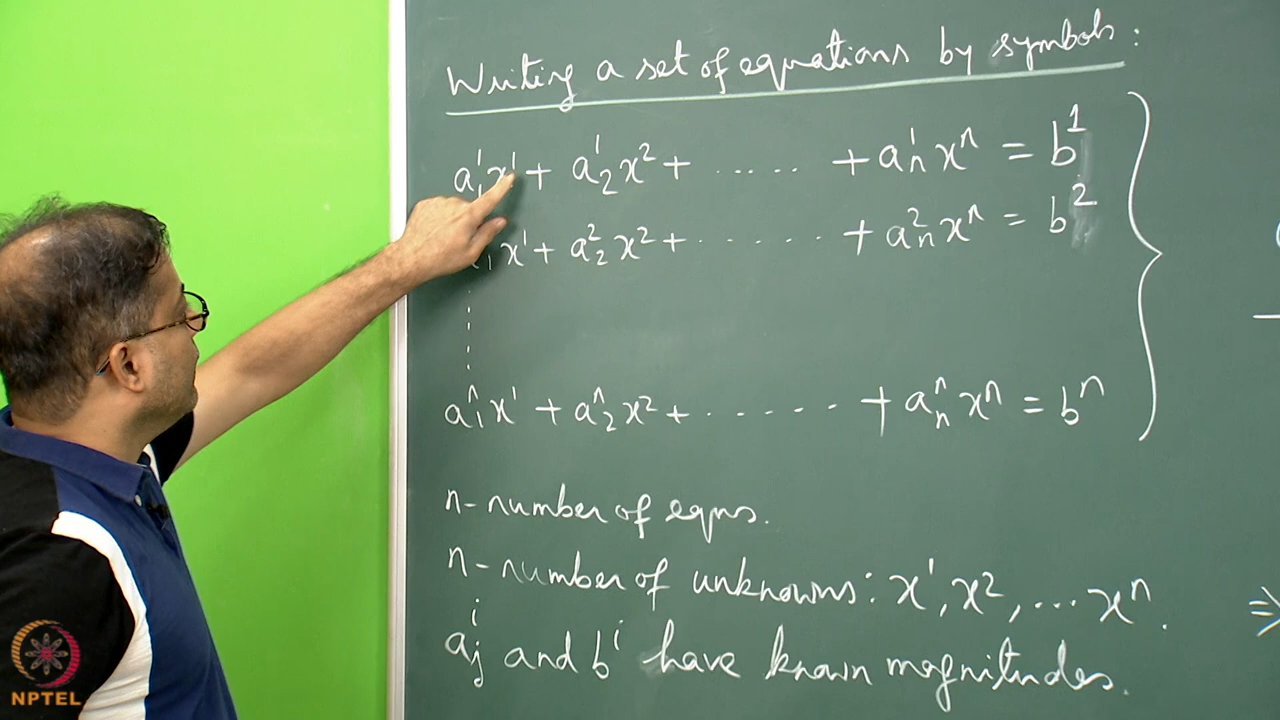 Writing a set of equations by symbols:
a¹₁x¹ + a¹₂x² + ...... + a¹ₙxⁿ = b¹
₁x¹ + a²₂x² + ....... + a²ₙxⁿ = b²
aⁿ₁x¹ + aⁿ₂x² + ........ + aⁿₙxⁿ = bⁿ
n- number of eqns.
n- number of unknowns: x¹, x², ... xⁿ.
aⁱⱼ and bⁱ have known magnitudes.
⇒
NPTEL